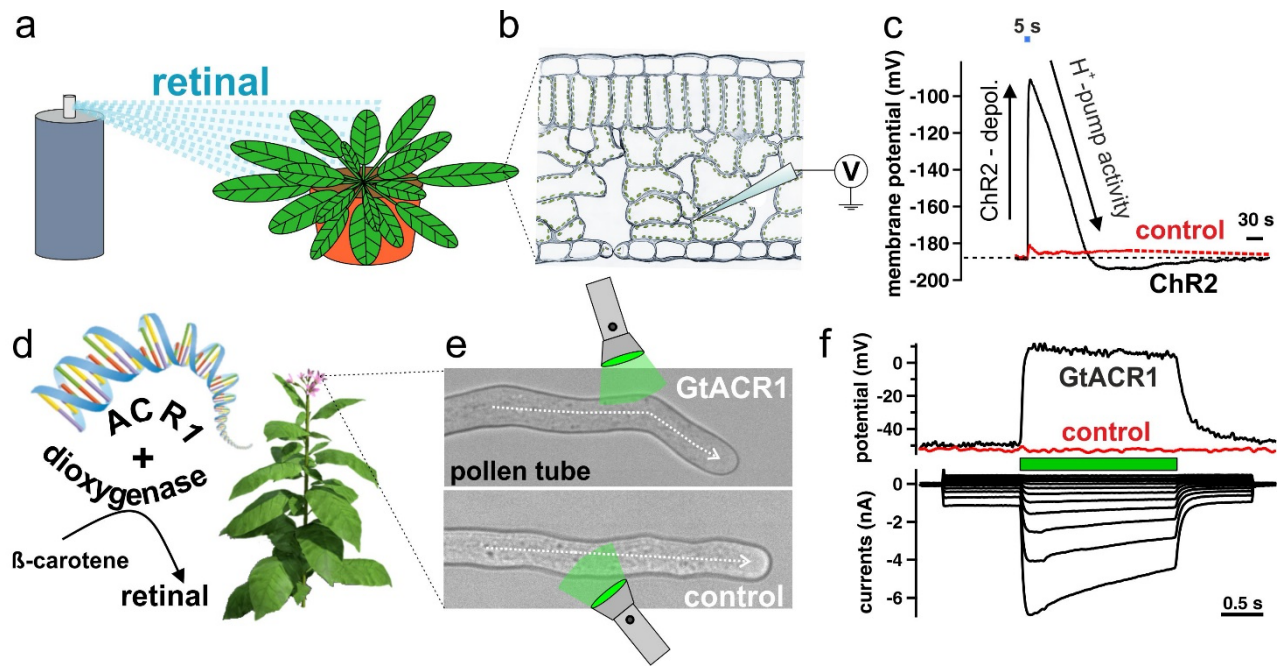 a
retinal
b
V
c
5 s
membrane potential (mV)
-100
-120
-140
-160
-180
-200
ChR2 - depol.
H+-pump activity
control
30 s
ChR2
d
ACR1
+
dioxygenase
ß-carotene
retinal
e
GtACR1
pollen tube
control
f
potential (mV)
0
-40
GtACR1
control
currents (nA)
0
-2
-4
-6
0.5 s